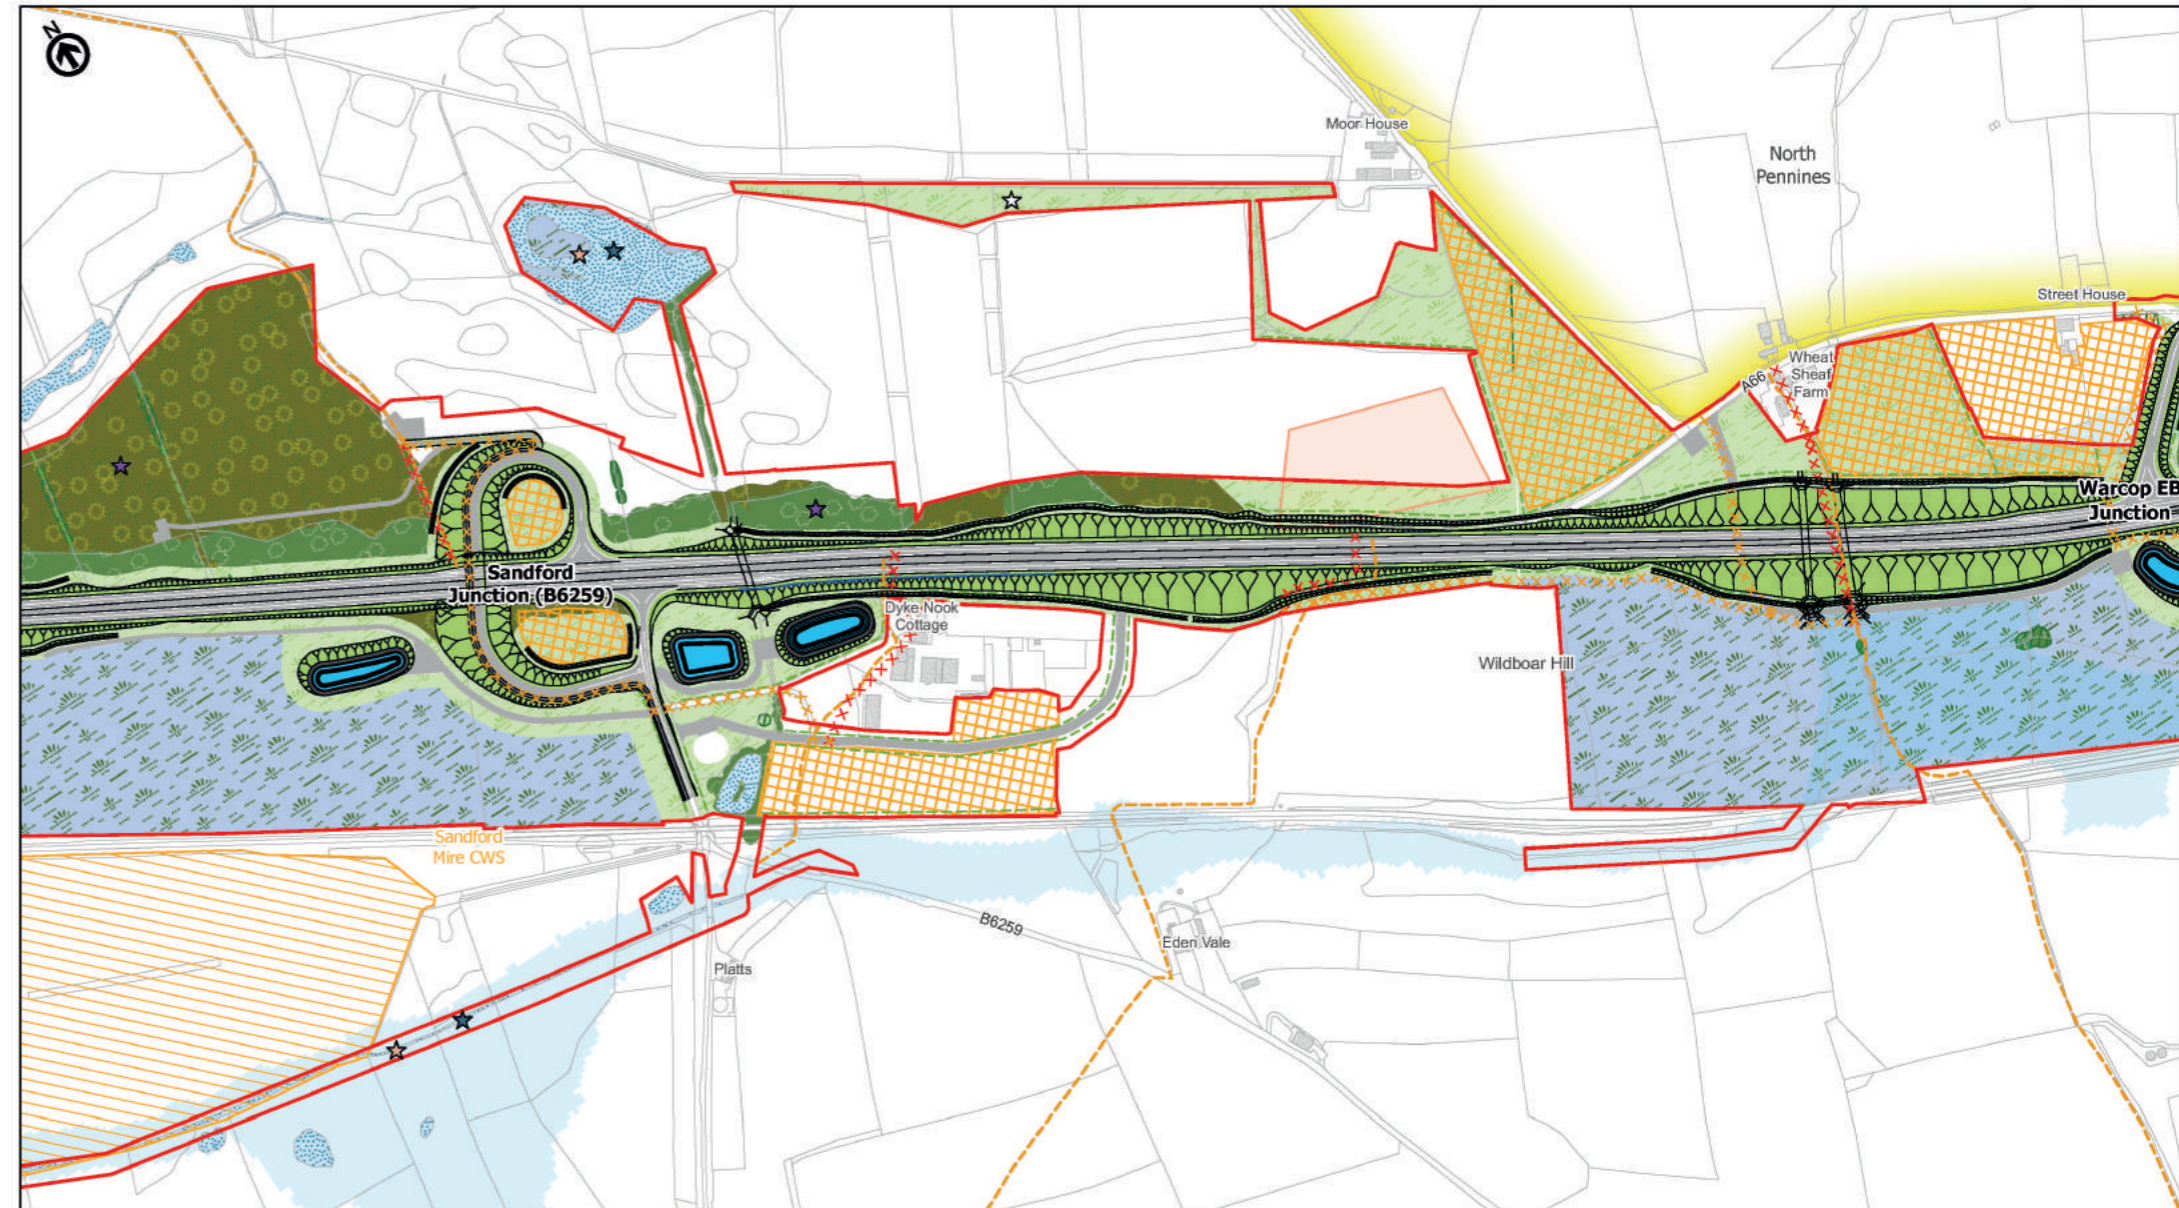 N
Moor House
North
Pennines
Street House
Wheat
Sheaf
Farm
A66
Warcop EB
Junction
Sandford
Junction (B6259)
Dyke Nook
Cottage
Wildboar Hill
Sandford
Mire CWS
B6259
Eden Vale
Platts